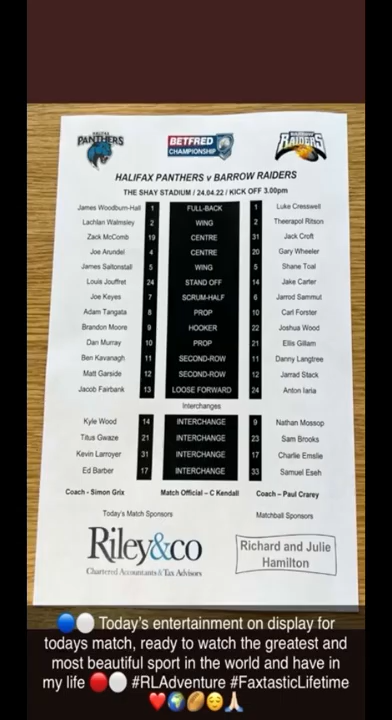 HALIFAX
PANTHERS
BETFRED
CHAMPIONSHIP
RAIDERS
HALIFAX PANTHERS v BARROW RAIDERS
THE SHAY STADIUM / 24.04.22 / KICK OFF 3.00pm
James Woodburn-Hall 1 FULL-BACK 1 Luke Cresswell
Lachlan Walmsley 2 WING 2 Theerapol Ritson
Zack McComb 19 CENTRE 31 Jack Croft
Joe Arundel 4 CENTRE 20 Gary Wheeler
James Saltonstall 5 WING 5 Shane Toal
Louis Jouffret 24 STAND OFF 14 Jake Carter
Joe Keyes 7 SCRUM-HALF 6 Jarrod Sammut
Adam Tangata 8 PROP 10 Carl Forster
Brandon Moore 9 HOOKER 22 Joshua Wood
Dan Murray 10 PROP 21 Ellis Gillam
Ben Kavanagh 11 SECOND-ROW 11 Danny Langtree
Matt Garside 12 SECOND-ROW 12 Jarrad Stack
Jacob Fairbank 13 LOOSE FORWARD 24 Anton Iaria
Interchanges
Kyle Wood 14 INTERCHANGE 9 Nathan Mossop
Titus Gwaze 21 INTERCHANGE 23 Sam Brooks
Kevin Larroyer 31 INTERCHANGE 17 Charlie Emslie
Ed Barber 17 INTERCHANGE 33 Samuel Eseh
Coach - Simon Grix Match Official – C Kendall Coach – Paul Crarey
Today's Match Sponsors Matchball Sponsors
Riley&co
Chartered Accountants & Tax Advisors
Richard and Julie
Hamilton
🔵⚪ Today's entertainment on display for
todays match, ready to watch the greatest and
most beautiful sport in the world and have in
my life 🔴⚪ #RLAdventure #FaxtasticLifetime
❤️🌍🏉😌🙏🏻